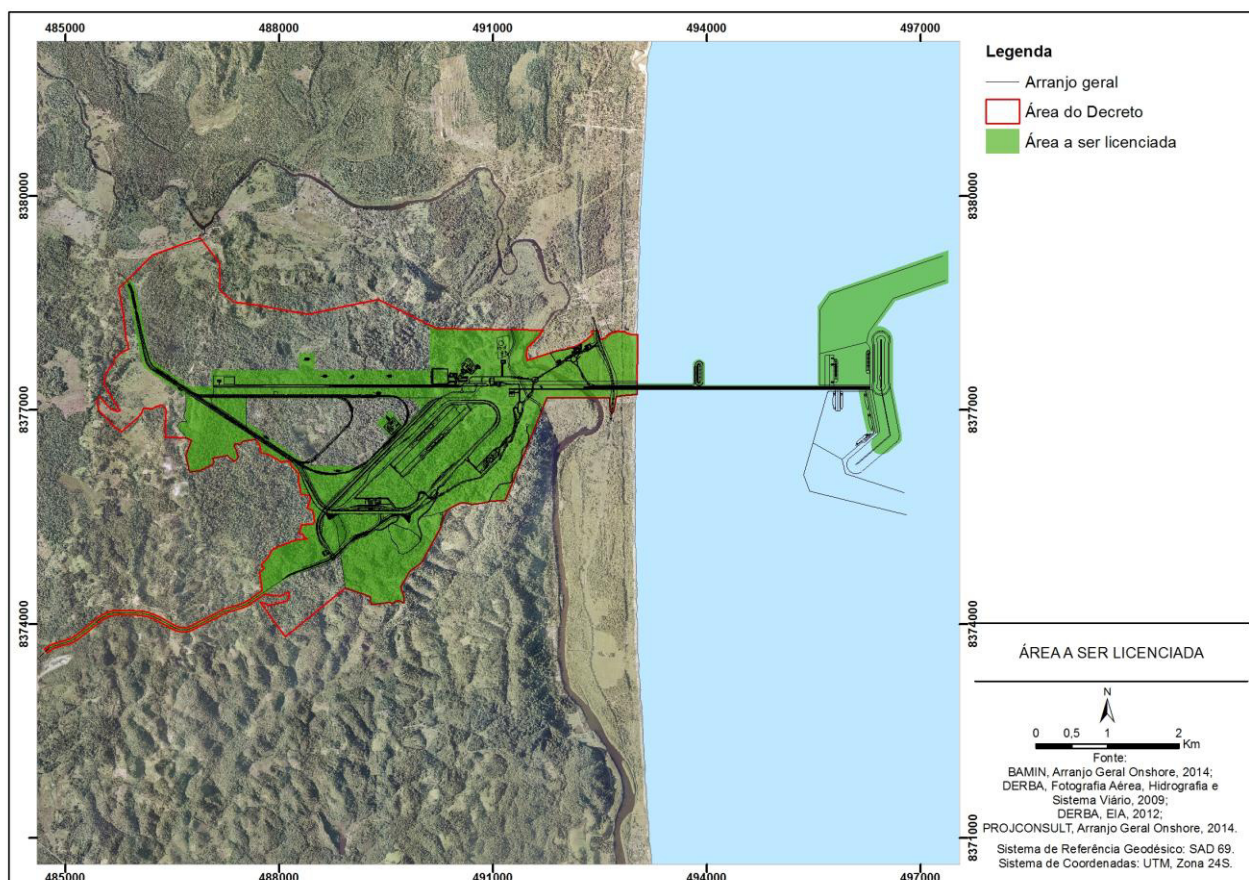 485000 488000 491000 494000 497000
Legenda
Arranjo geral
Área do Decreto
Área a ser licenciada
8380000 8380000
8377000 8377000
8374000 8374000
8371000 8371000
485000 488000 491000 494000 497000
ÁREA A SER LICENCIADA
N
0 0,5 1 2
Km
Fonte:
BAMIN, Arranjo Geral Onshore, 2014;
DERBA, Fotografia Aérea, Hidrografia e
Sistema Viário, 2009;
DERBA, EIA, 2012;
PROJCONSULT, Arranjo Geral Onshore, 2014.
Sistema de Referência Geodésico: SAD 69.
Sistema de Coordenadas: UTM, Zona 24S.